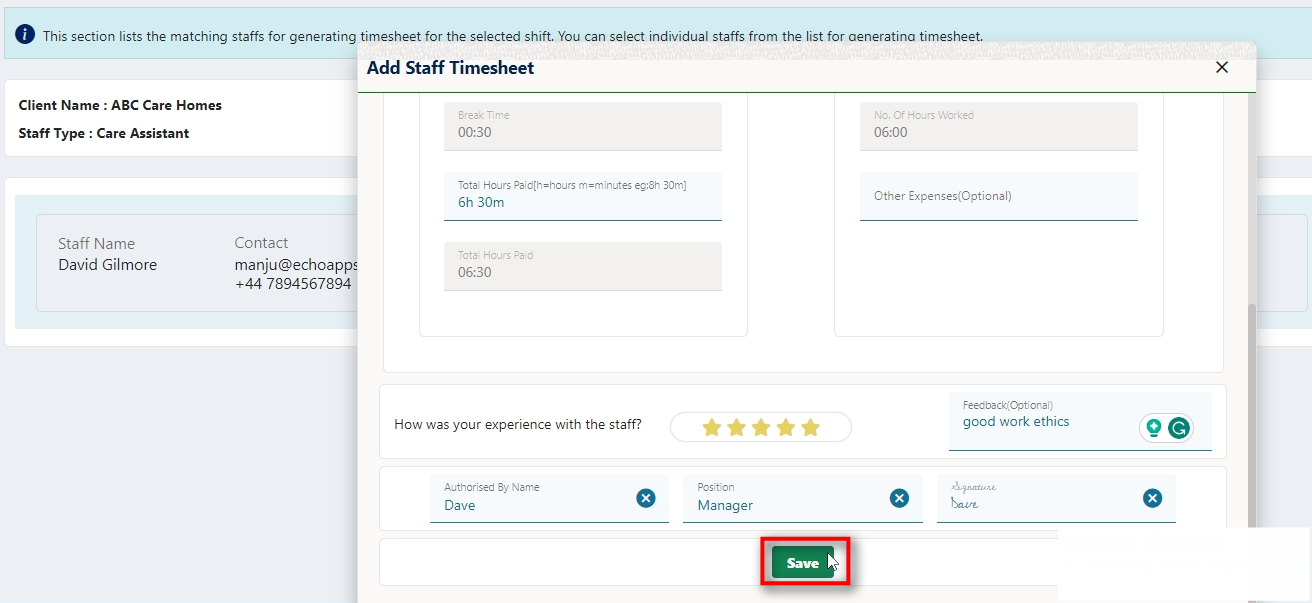 This section lists the matching staffs for generating timesheet for the selected shift. You can select individual staffs from the list for generating timesheet.
Client Name : ABC Care Homes
Staff Type : Care Assistant
Staff Name
David Gilmore
Contact
manju@echoapps
+44 7894567894
Add Staff Timesheet
Break Time
00:30
No. Of Hours Worked
06:00
Total Hours Paid[h=hours m=minutes eg:8h 30m]
6h 30m
Other Expenses(Optional)
Total Hours Paid
06:30
How was your experience with the staff?
Feedback(Optional)
good work ethics
Authorised By Name
Dave
Position
Manager
Signature
Dave
Save